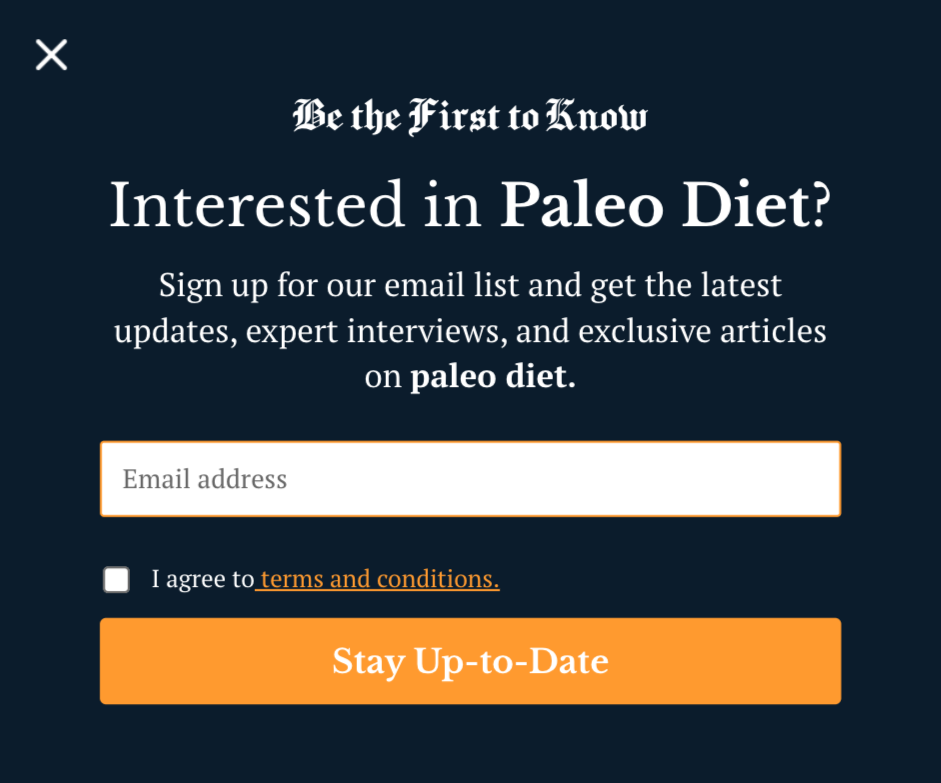 Be the First to Know
Interested in Paleo Diet?
Sign up for our email list and get the latest
updates, expert interviews, and exclusive articles
on paleo diet.
Email address
I agree to terms and conditions.
Stay Up-to-Date